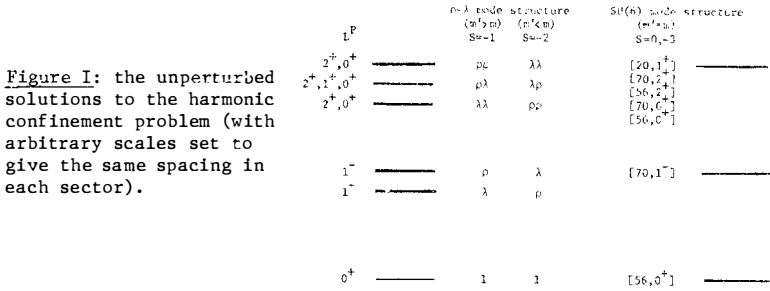 Figure I: the unperturbed
solutions to the harmonic
confinement problem (with
arbitrary scales set to
give the same spacing in
each sector).
ρ-λ mode structure
(m'>m) (m'<m)
S=-1 S=-2
SU(6) mode structure
(m'=m)
S=0,-3
L^P
2⁺,0⁺ ρρ λλ [20,1⁺]
2⁺,1⁺,0⁺ ρλ λρ [70,2⁺]
[56,2⁺]
2⁺,0⁺ λλ ρρ [70,0⁺]
[56,0⁺]
1⁻ ρ λ [70,1⁻]
1⁻ λ ρ
0⁺ 1 1 [56,0⁺]